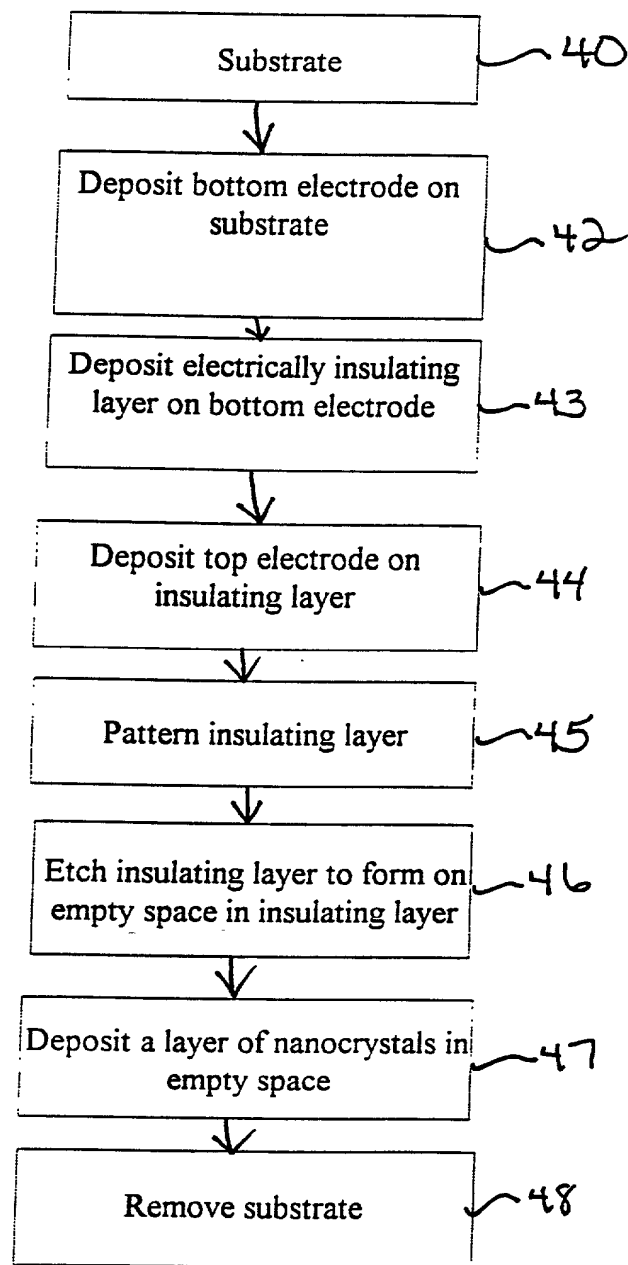 Substrate
40
Deposit bottom electrode on
substrate
42
Deposit electrically insulating
layer on bottom electrode
43
Deposit top electrode on
insulating layer
44
Pattern insulating layer
45
Etch insulating layer to form on
empty space in insulating layer
46
Deposit a layer of nanocrystals in
empty space
47
Remove substrate
48